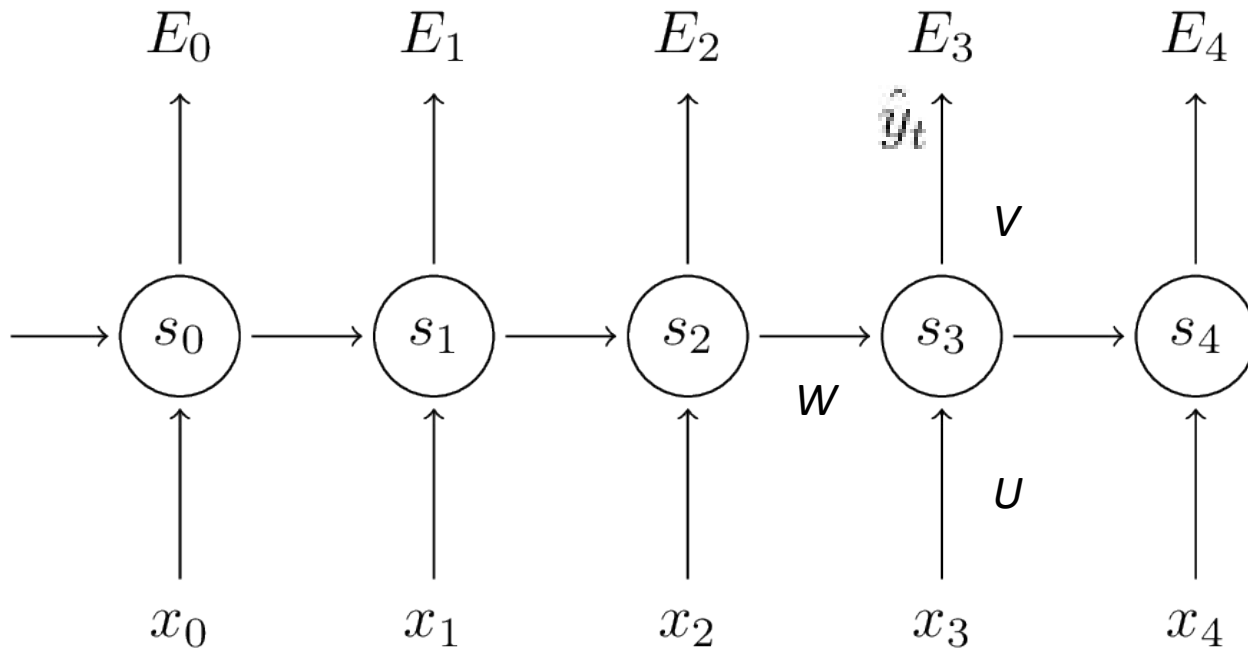 E₀ E₁ E₂ E₃ E₄
ŷₜ
V
s₀ s₁ s₂ s₃ s₄
W
U
x₀ x₁ x₂ x₃ x₄